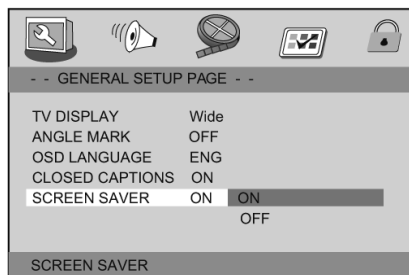 - - GENERAL SETUP PAGE - -
TV DISPLAY Wide
ANGLE MARK OFF
OSD LANGUAGE ENG
CLOSED CAPTIONS ON
SCREEN SAVER ON ON
OFF
SCREEN SAVER